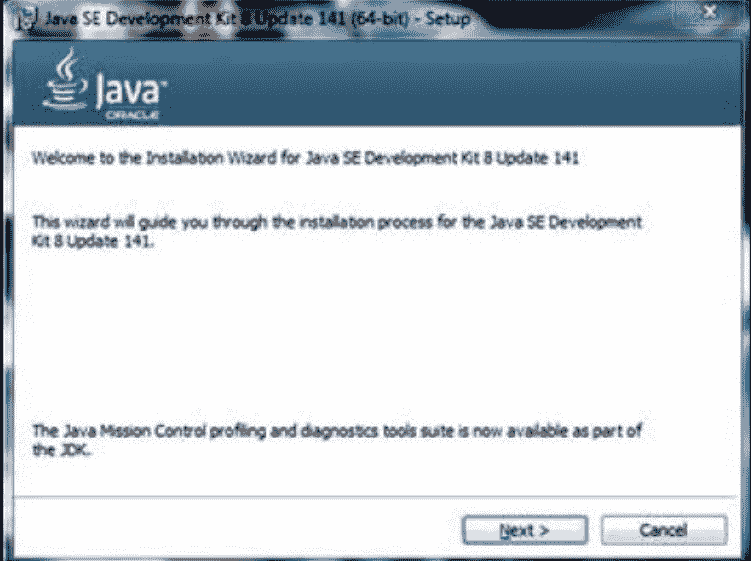 Java SE Development Kit 8 Update 141 (64-bit) - Setup
Java™
ORACLE
Welcome to the Installation Wizard for Java SE Development Kit 8 Update 141
This wizard will guide you through the installation process for the Java SE Development
Kit 8 Update 141.
The Java Mission Control profiling and diagnostics tools suite is now available as part of
the JDK.
Next >
Cancel